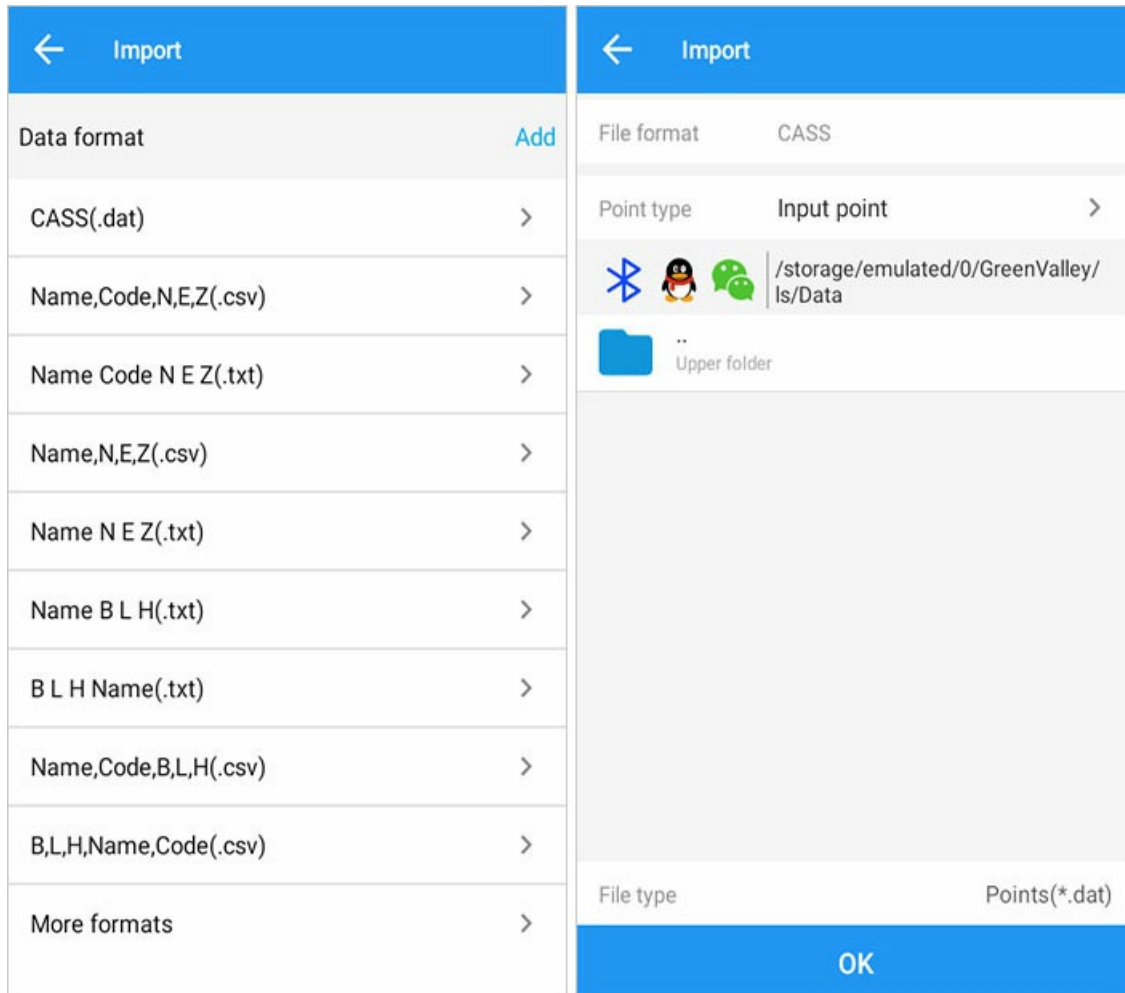 Import
Data format
Add
CASS(.dat)
Name,Code,N,E,Z(.csv)
Name Code N E Z(.txt)
Name,N,E,Z(.csv)
Name N E Z(.txt)
Name B L H(.txt)
B L H Name(.txt)
Name,Code,B,L,H(.csv)
B,L,H,Name,Code(.csv)
More formats
Import
File format
CASS
Point type
Input point
/storage/emulated/0/GreenValley/
ls/Data
..
Upper folder
File type
Points(*.dat)
OK